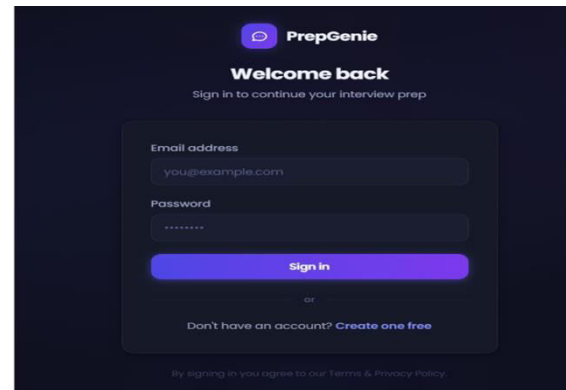 PrepGenie
Welcome back
Sign in to continue your interview prep
Email address
you@example.com
Password
••••••••
Sign in
or
Don't have an account? Create one free
By signing in you agree to our Terms & Privacy Policy.